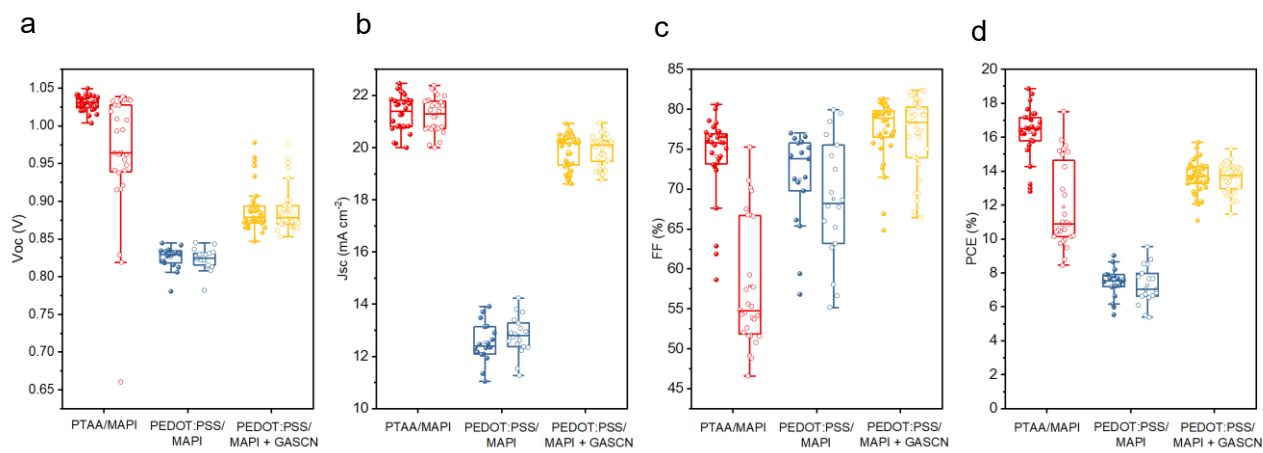 a
b
c
d
Voc (V)
1.05
1.00
0.95
0.90
0.85
0.80
0.75
0.70
0.65
PTAA/MAPI
PEDOT:PSS/
MAPI
PEDOT:PSS/
MAPI + GASCN
Jsc (mA cm-2)
22
20
18
16
14
12
10
PTAA/MAPI
PEDOT:PSS/
MAPI
PEDOT:PSS/
MAPI + GASCN
FF (%)
85
80
75
70
65
60
55
50
45
PTAA/MAPI
PEDOT:PSS/
MAPI
PEDOT:PSS/
MAPI + GASCN
PCE (%)
20
18
16
14
12
10
8
6
4
2
0
PTAA/MAPI
PEDOT:PSS/
MAPI
PEDOT:PSS/
MAPI + GASCN